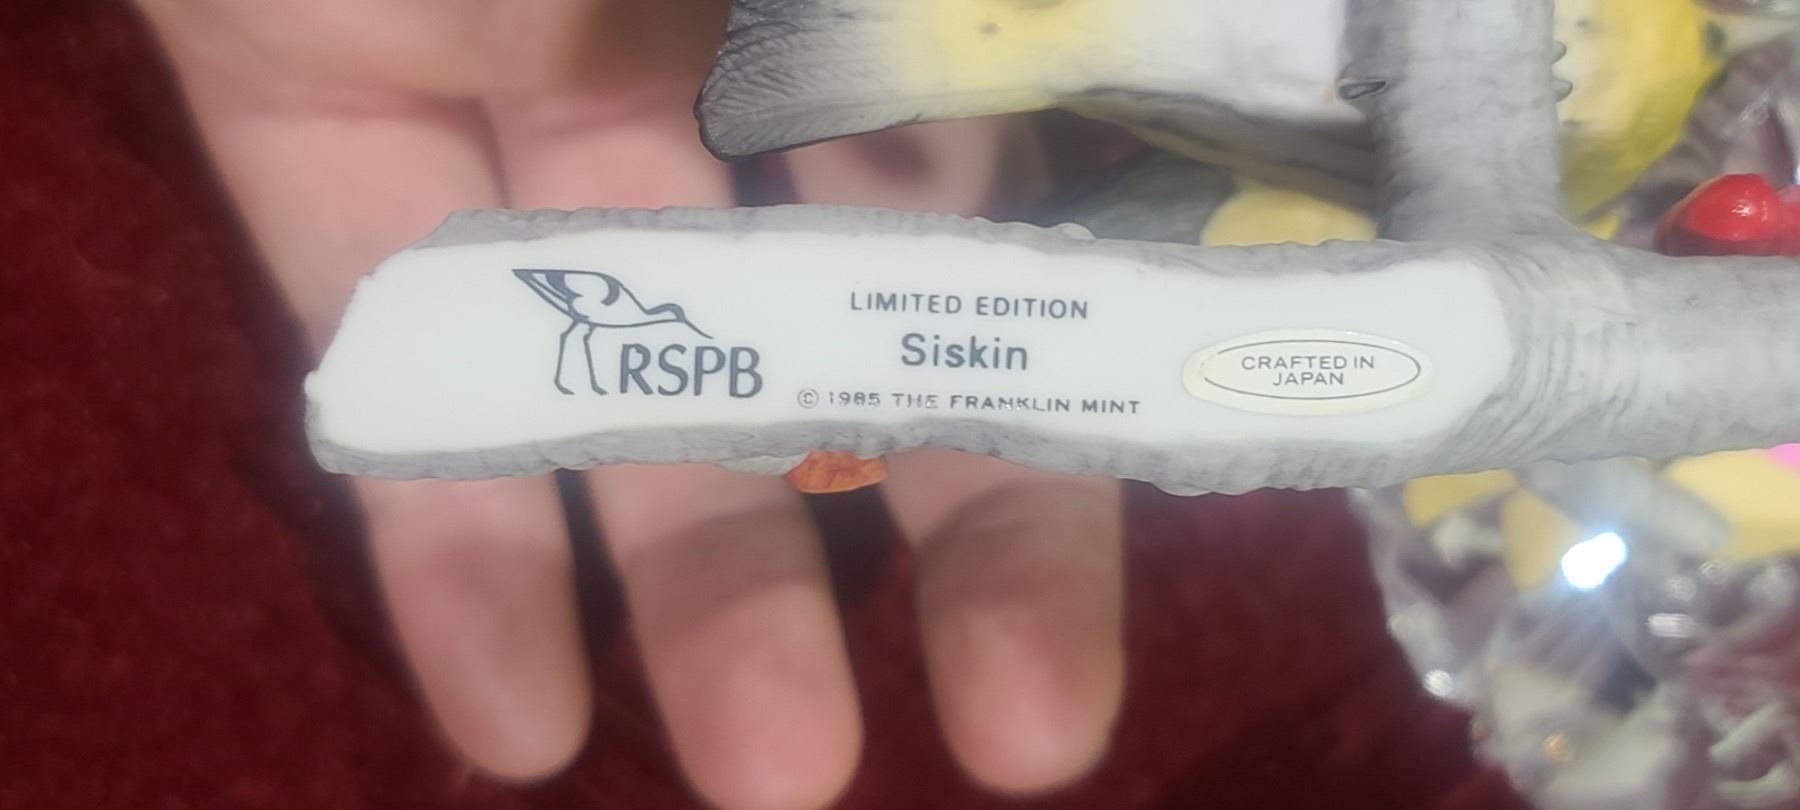 RSPB
LIMITED EDITION
Siskin
© 1985 THE FRANKLIN MINT
CRAFTED IN
JAPAN